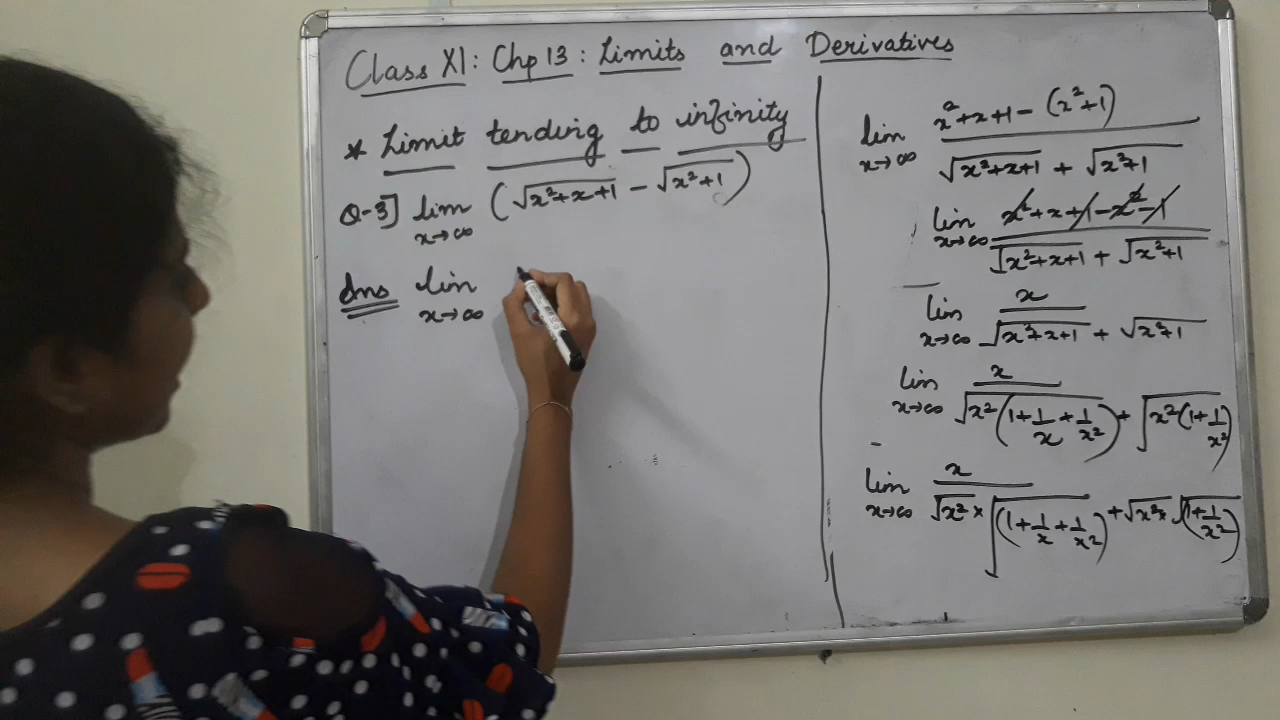 Class XI: Chp 13: Limits and Derivatives
* Limit tending to infinity
Q-3] lim x→∞ (√(x²+x+1) − √(x²+1))
Ans lim x→∞
lim x→∞ x²+x+1−(x²+1) / √(x²+x+1) + √(x²+1)
lim x→∞ x²+x+1−x²−1 / √(x²+x+1) + √(x²+1)
lim x→∞ x / √(x²+x+1) + √(x²+1)
lim x→∞ x / √(x²(1+1/x+1/x²)) + √(x²(1+1/x²))
lim x→∞ x / √x² × √(1+1/x+1/x²) + √x² × √(1+1/x²)